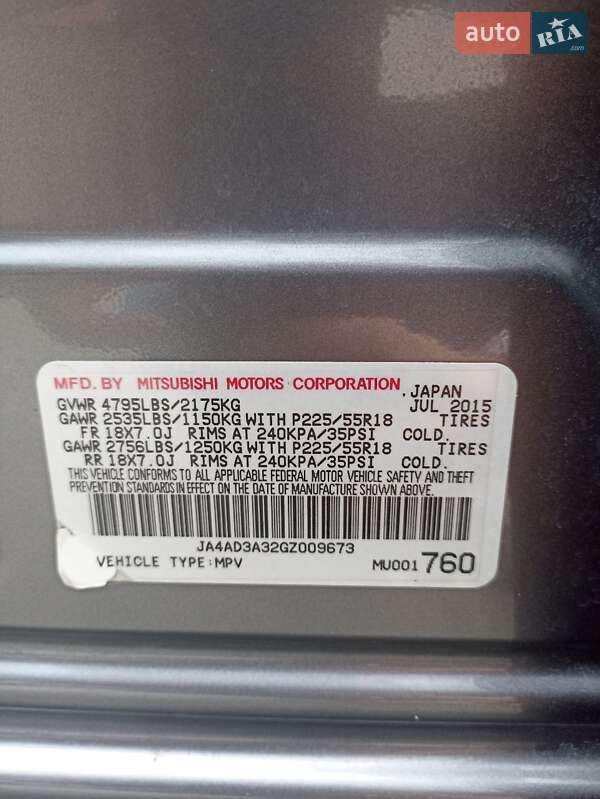 auto RIA.com
MFD. BY MITSUBISHI MOTORS CORPORATION, JAPAN
GVWR 4795LBS/2175KG JUL 2015
GAWR 2535LBS/1150KG WITH P225/55R18 TIRES
FR 18X7.0J RIMS AT 240KPA/35PSI COLD.
GAWR 2756LBS/1250KG WITH P225/55R18 TIRES
RR 18X7.0J RIMS AT 240KPA/35PSI COLD.
THIS VEHICLE CONFORMS TO ALL APPLICABLE FEDERAL MOTOR VEHICLE SAFETY AND THEFT
PREVENTION STANDARDS IN EFFECT ON THE DATE OF MANUFACTURE SHOWN ABOVE.
JA4AD3A32GZ009673
VEHICLE TYPE:MPV MU001760